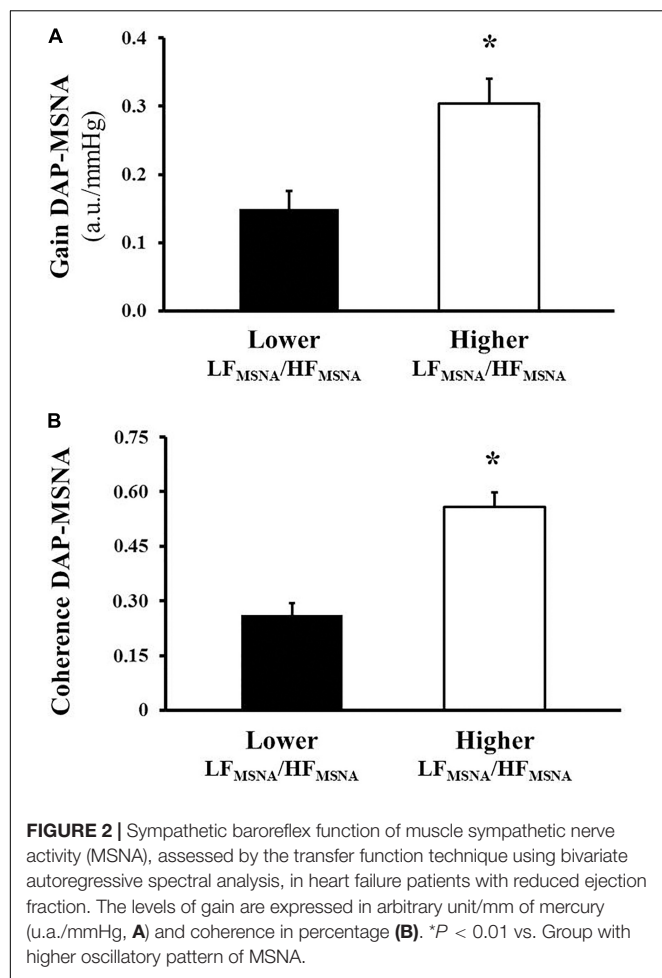 A
Gain DAP-MSNA
(a.u./mmHg)
0.4
0.3
0.2
0.1
0.0
*
Lower Higher
LFMSNA/HFMSNA LFMSNA/HFMSNA
B
Coherence DAP-MSNA
0.75
0.60
0.45
0.30
0.15
0
*
Lower Higher
LFMSNA/HFMSNA LFMSNA/HFMSNA
FIGURE 2 | Sympathetic baroreflex function of muscle sympathetic nerve
activity (MSNA), assessed by the transfer function technique using bivariate
autoregressive spectral analysis, in heart failure patients with reduced ejection
fraction. The levels of gain are expressed in arbitrary unit/mm of mercury
(u.a./mmHg, A) and coherence in percentage (B). *P < 0.01 vs. Group with
higher oscillatory pattern of MSNA.